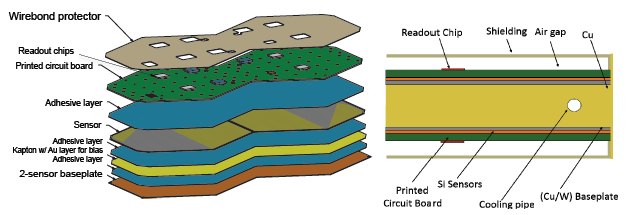 Wirebond protector
Readout chips
Printed circuit board
Adhesive layer
Sensor
Adhesive layer
Kapton w/ Au layer for bias
Adhesive layer
2-sensor baseplate
Readout Chip
Shielding
Air gap
Cu
Printed
Circuit Board
Si Sensors
Cooling pipe
(Cu/W) Baseplate